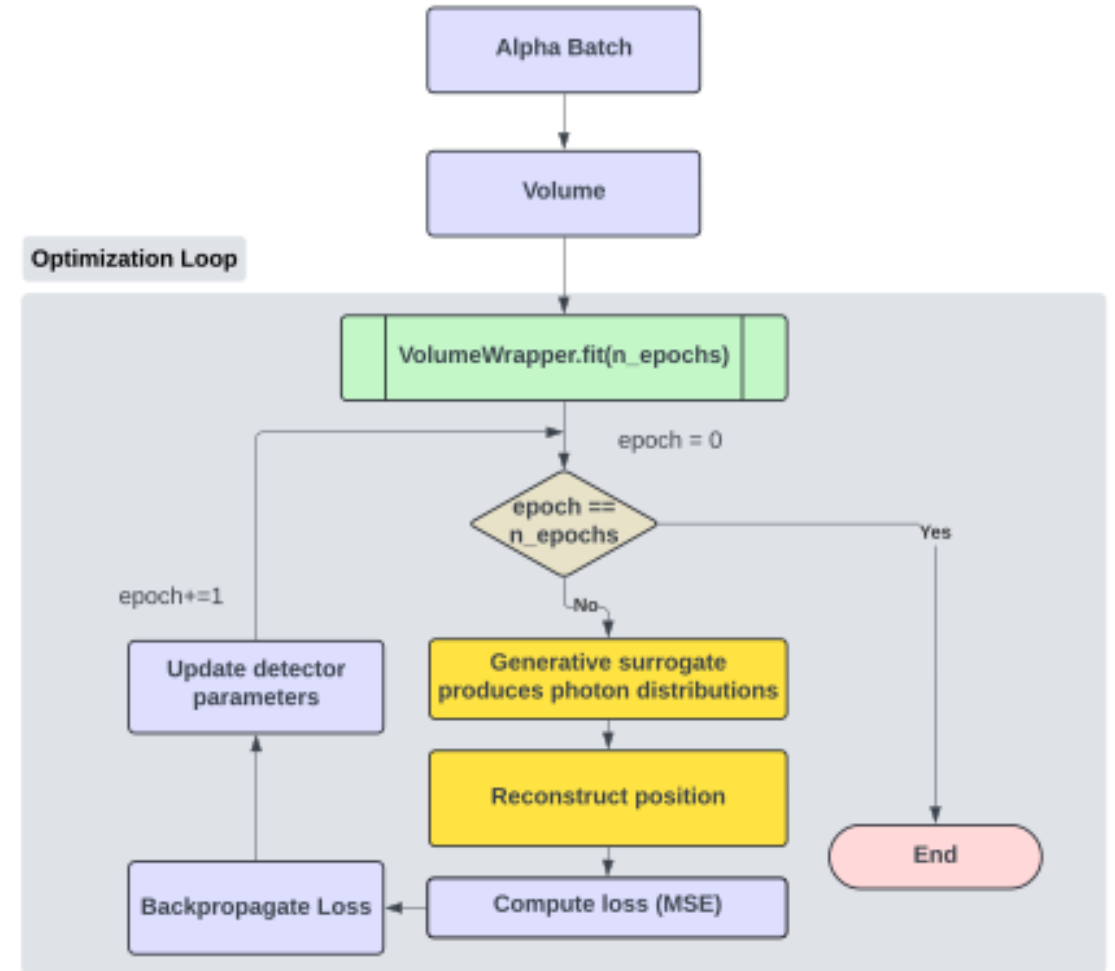 Alpha Batch
Volume
Optimization Loop
VolumeWrapper.fit(n_epochs)
epoch = 0
epoch ==
n_epochs
Yes
No
epoch+=1
Generative surrogate
produces photon distributions
Update detector
parameters
Reconstruct position
End
Compute loss (MSE)
Backpropagate Loss